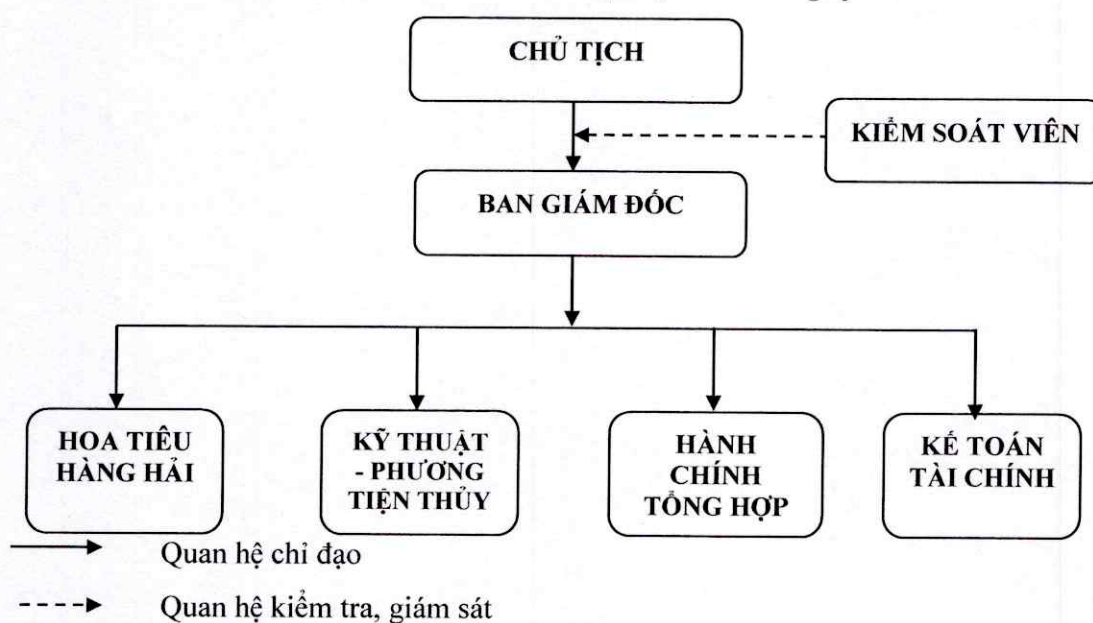 CHỦ TỊCH
KIỂM SOÁT VIÊN
BAN GIÁM ĐỐC
HOA TIÊU
HÀNG HẢI
KỸ THUẬT
- PHƯƠNG
TIỆN THỦY
HÀNH
CHÍNH
TỔNG HỢP
KẾ TOÁN
TÀI CHÍNH
Quan hệ chỉ đạo
Quan hệ kiểm tra, giám sát